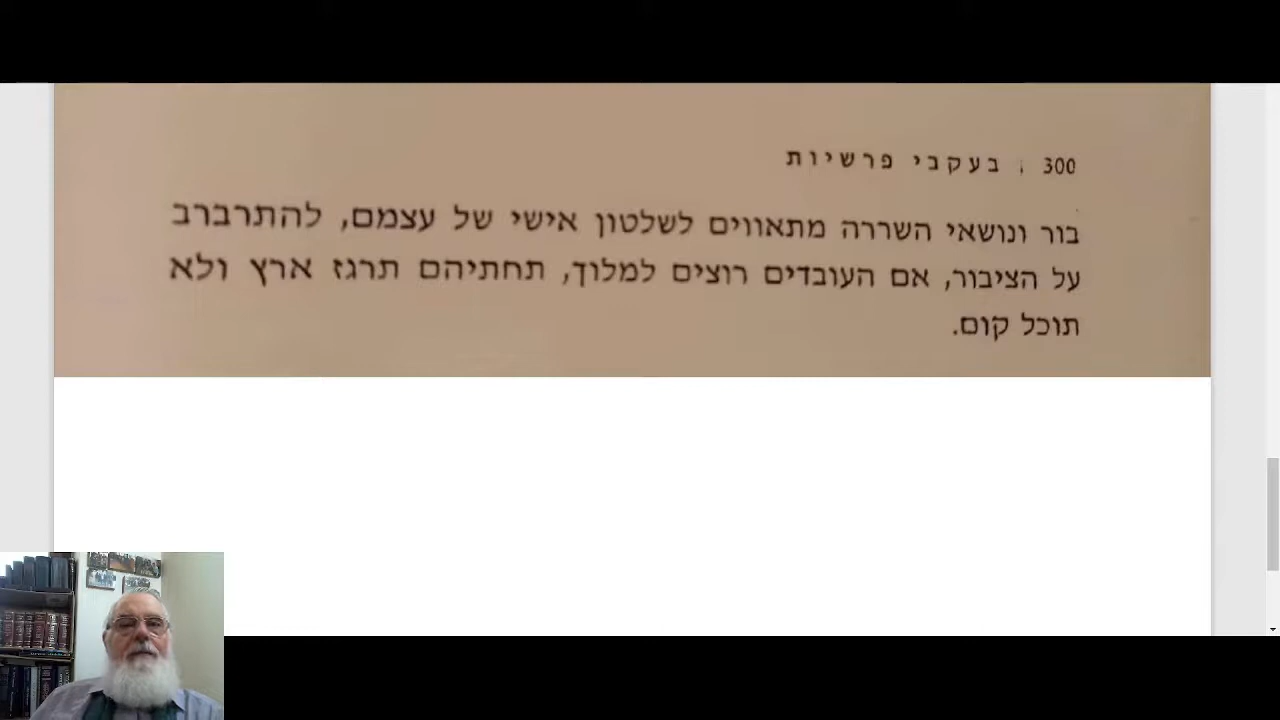 300 | בעקבי פרשיות
בור ונושאי השררה מתאווים לשלטון אישי של עצמם, להתרברב
על הציבור, אם העובדים רוצים למלוך, תחתיהם תרגז ארץ ולא
תוכל קום.